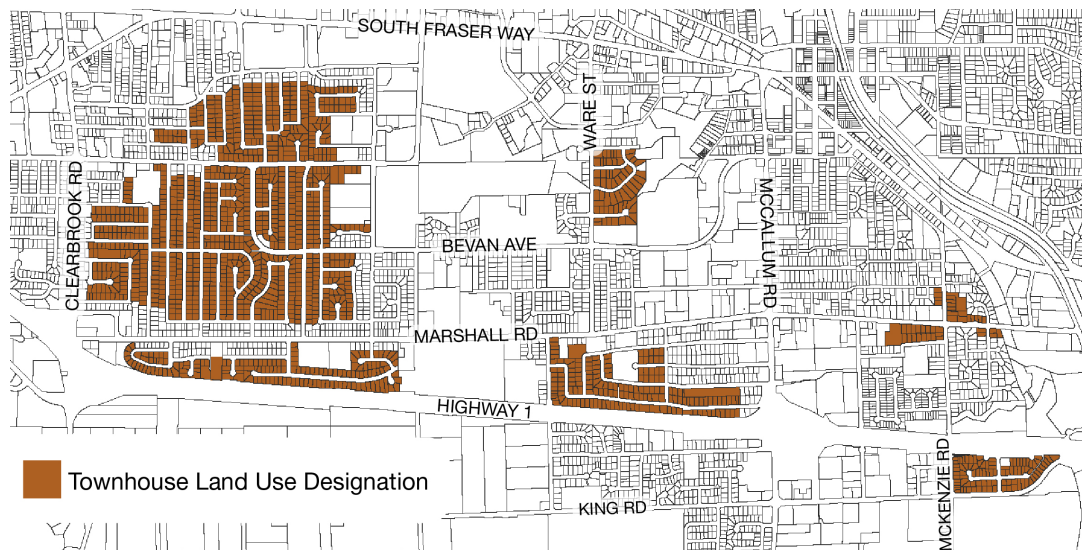 SOUTH FRASER WAY
WARE ST
CLEARBROOK RD
MCCALLUM RD
BEVAN AVE
MARSHALL RD
HIGHWAY 1
MCKENZIE RD
Townhouse Land Use Designation
KING RD